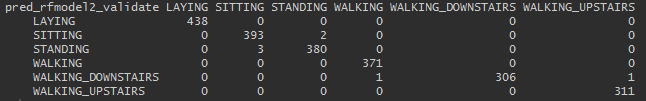 pred_rfmodel2_validate LAYING SITTING STANDING WALKING WALKING_DOWNSTAIRS WALKING_UPSTAIRS
LAYING 438 0 0 0 0 0
SITTING 0 393 2 0 0 0
STANDING 0 3 380 0 0 0
WALKING 0 0 0 371 0 0
WALKING_DOWNSTAIRS 0 0 0 1 306 1
WALKING_UPSTAIRS 0 0 0 0 0 311